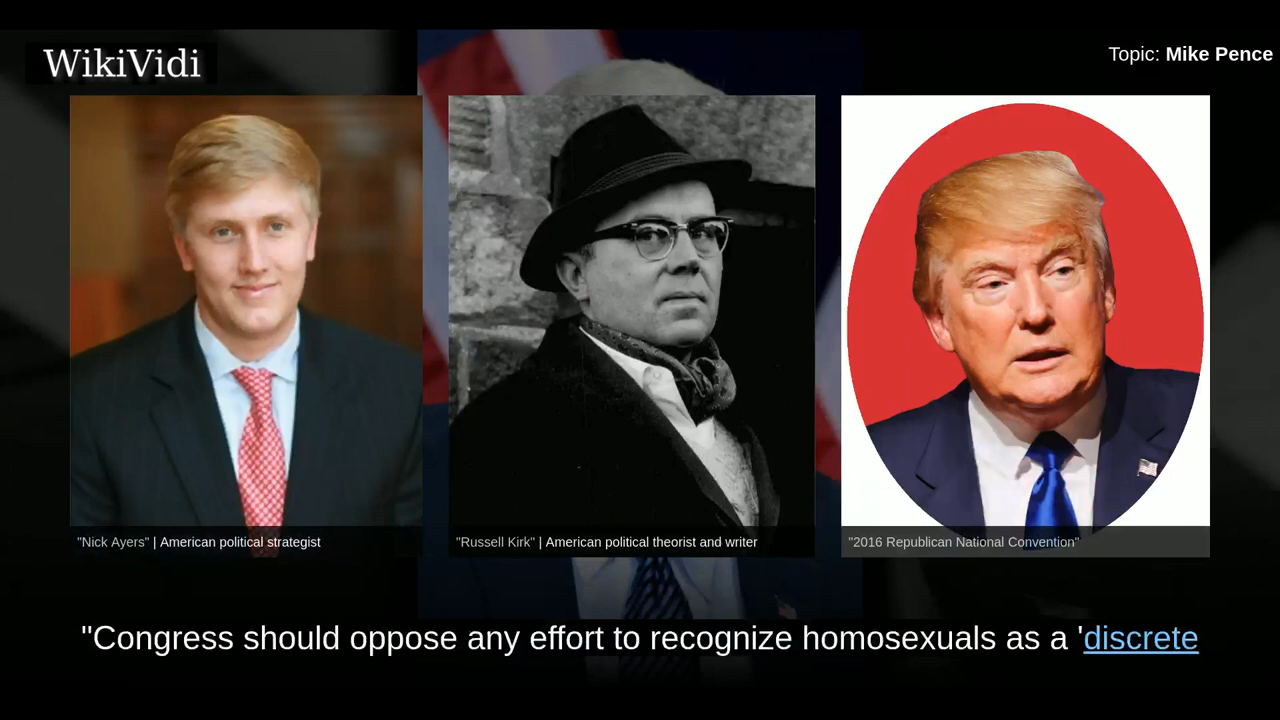 WikiVidi
Topic: Mike Pence
"Nick Ayers" | American political strategist
"Russell Kirk" | American political theorist and writer
"2016 Republican National Convention"
"Congress should oppose any effort to recognize homosexuals as a 'discrete